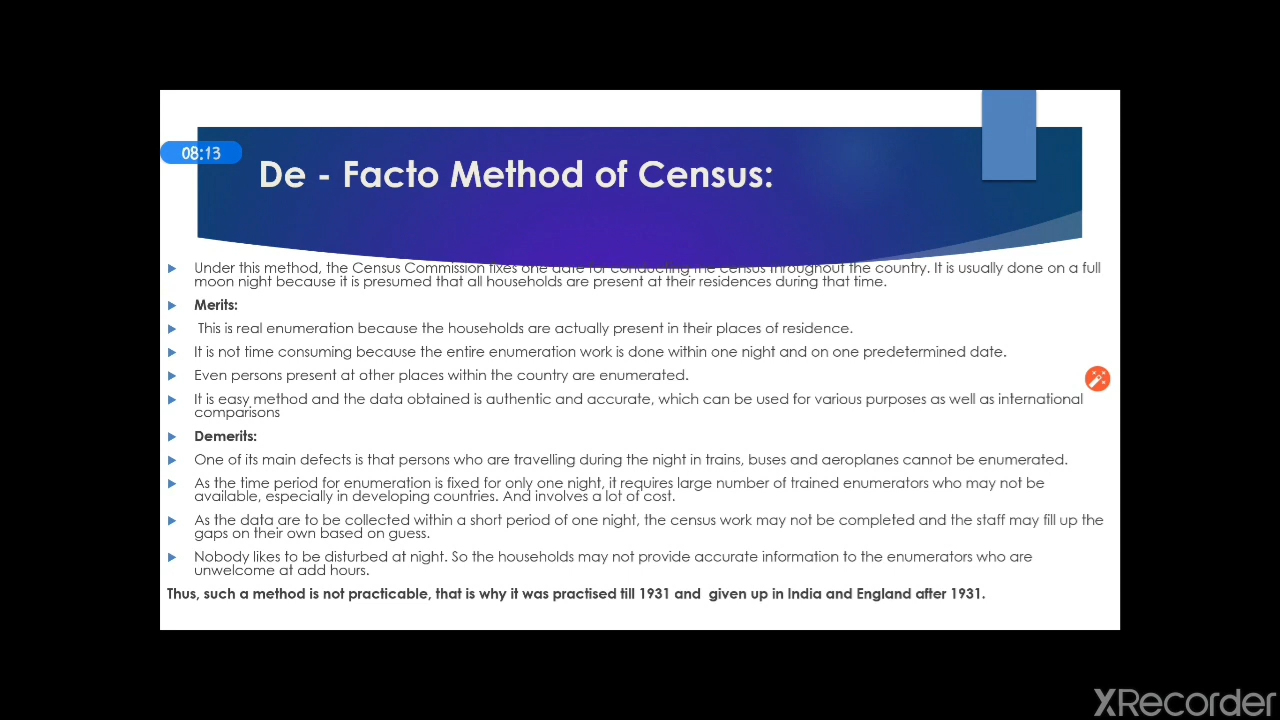 08:13
De - Facto Method of Census:
Under this method, the Census Commission fixes one date for conducting the census throughout the country. It is usually done on a full
moon night because it is presumed that all households are present at their residences during that time.
Merits:
This is real enumeration because the households are actually present in their places of residence.
It is not time consuming because the entire enumeration work is done within one night and on one predetermined date.
Even persons present at other places within the country are enumerated.
It is easy method and the data obtained is authentic and accurate, which can be used for various purposes as well as international
comparisons
Demerits:
One of its main defects is that persons who are travelling during the night in trains, buses and aeroplanes cannot be enumerated.
As the time period for enumeration is fixed for only one night, it requires large number of trained enumerators who may not be
available, especially in developing countries. And involves a lot of cost.
As the data are to be collected within a short period of one night, the census work may not be completed and the staff may fill up the
gaps on their own based on guess.
Nobody likes to be disturbed at night. So the households may not provide accurate information to the enumerators who are
unwelcome at add hours.
Thus, such a method is not practicable, that is why it was practised till 1931 and given up in India and England after 1931.
XRecorder